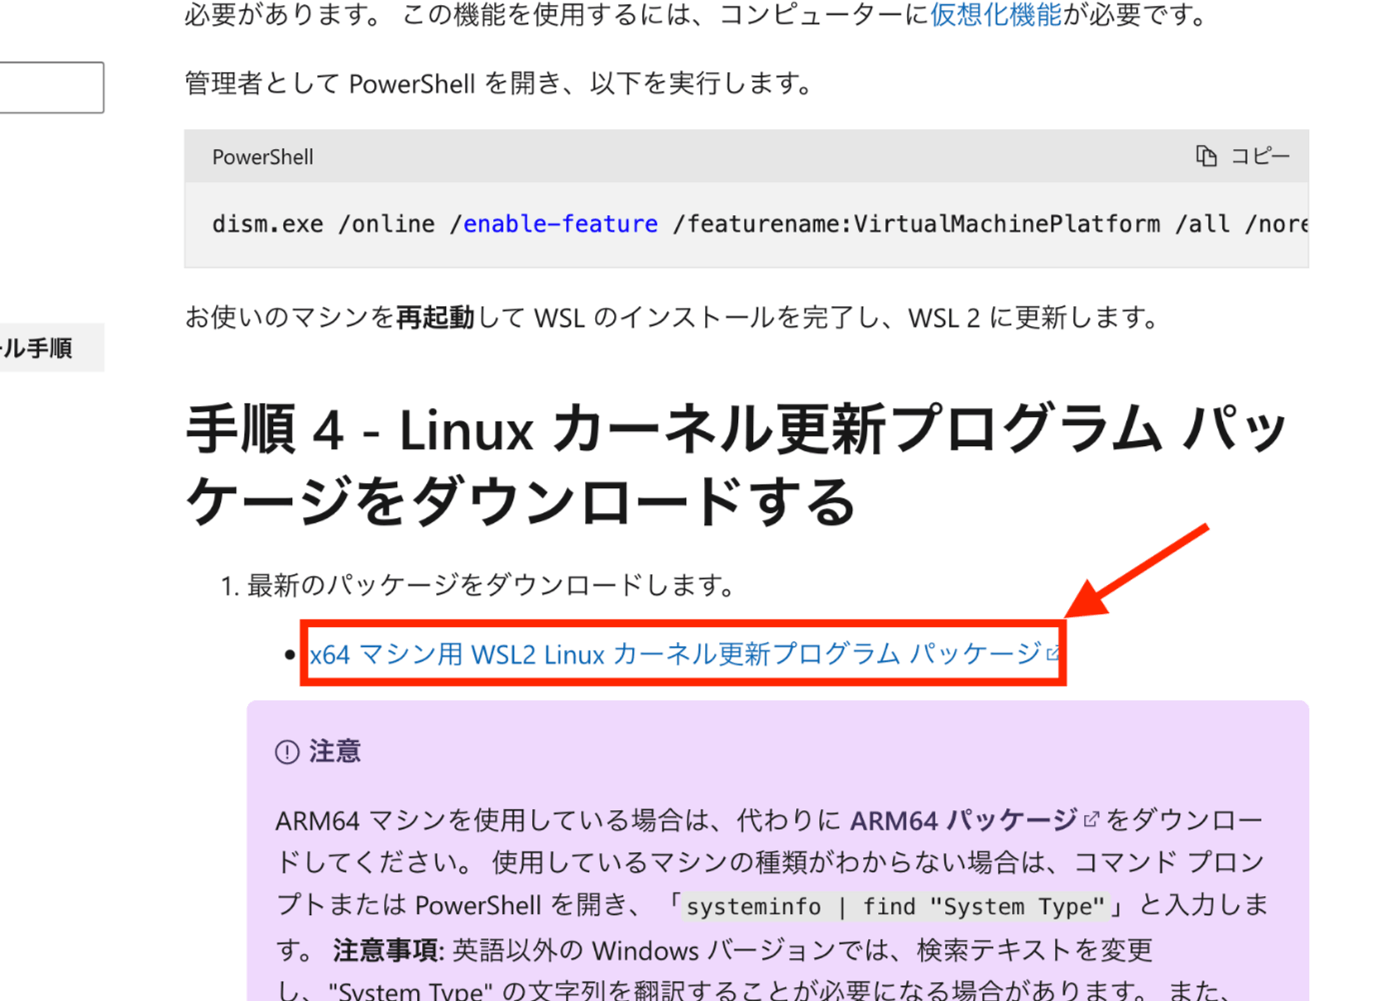 必要があります。 この機能を使用するには、コンピューターに仮想化機能が必要です。
管理者として PowerShell を開き、以下を実行します。
PowerShell
コピー
dism.exe /online /enable-feature /featurename:VirtualMachinePlatform /all /nore
お使いのマシンを再起動して WSL のインストールを完了し、WSL 2 に更新します。
ール手順
手順 4 - Linux カーネル更新プログラム パッ
ケージをダウンロードする
1. 最新のパッケージをダウンロードします。
• x64 マシン用 WSL2 Linux カーネル更新プログラム パッケージ
注意
ARM64 マシンを使用している場合は、代わりに ARM64 パッケージ をダウンロー
ドしてください。 使用しているマシンの種類がわからない場合は、コマンド プロン
プトまたは PowerShell を開き、「systeminfo | find "System Type"」と入力しま
す。 注意事項: 英語以外の Windows バージョンでは、検索テキストを変更
し、"System Type" の文字列を翻訳することが必要になる場合があります。 また、